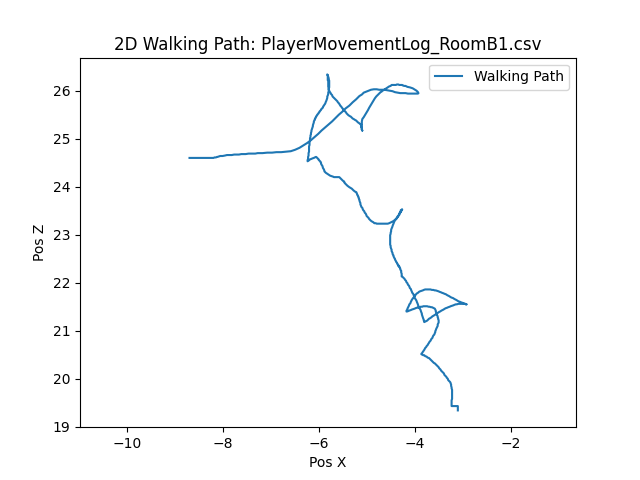 2D Walking Path: PlayerMovementLog_RoomB1.csv
Walking Path
26
25
24
23
22
21
20
19
Pos Z
−10 −8 −6 −4 −2
Pos X